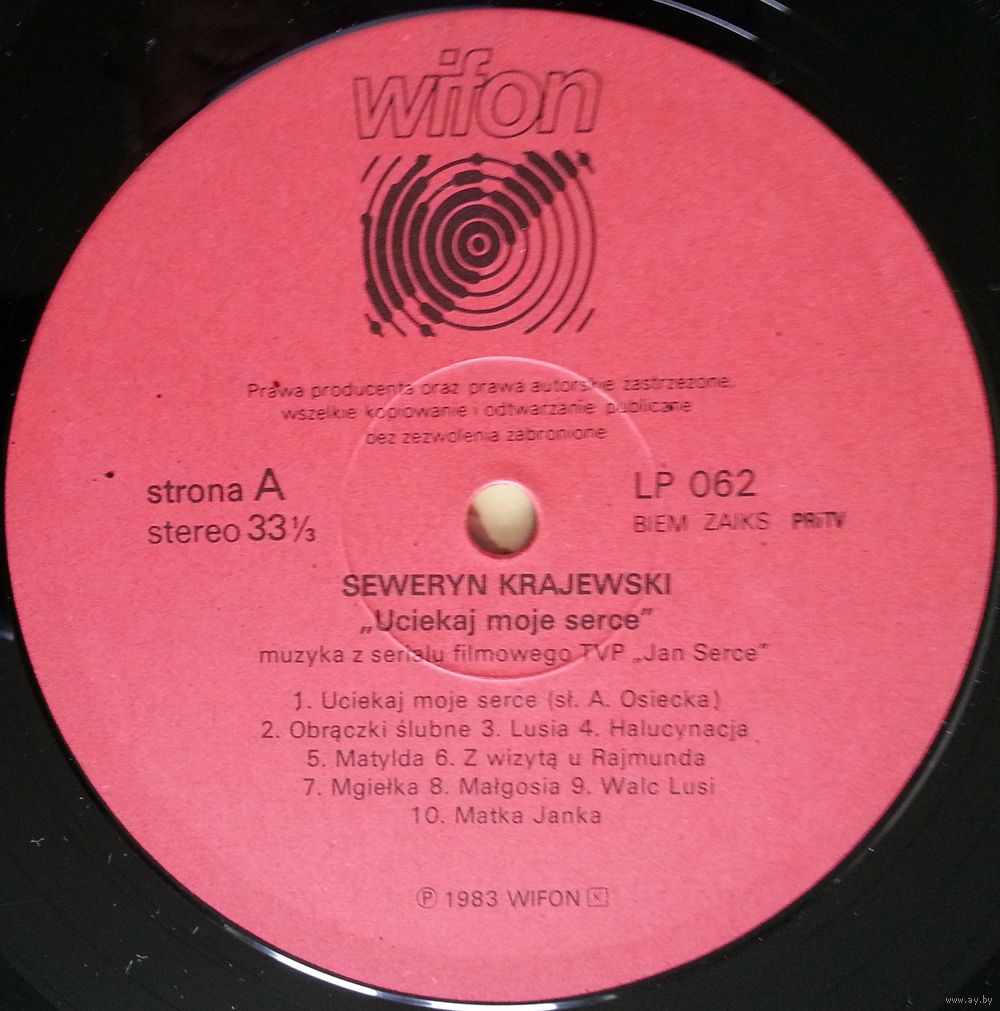 wifon
Prawa producenta oraz prawa autorskie zastrzeżone,
wszelkie kopiowanie i odtwarzanie publiczne
bez zezwolenia zabronione
strona A
stereo 33⅓
LP 062
BIEM ZAIKS PRiTV
SEWERYN KRAJEWSKI
„Uciekaj moje serce”
muzyka z serialu filmowego TVP „Jan Serce”
1. Uciekaj moje serce (sł. A. Osiecka)
2. Obrączki ślubne 3. Lusia 4. Halucynacja
5. Matylda 6. Z wizytą u Rajmunda
7. Mgiełka 8. Małgosia 9. Walc Lusi
10. Matka Janka
Ⓟ 1983 WIFON K
www.ay.by